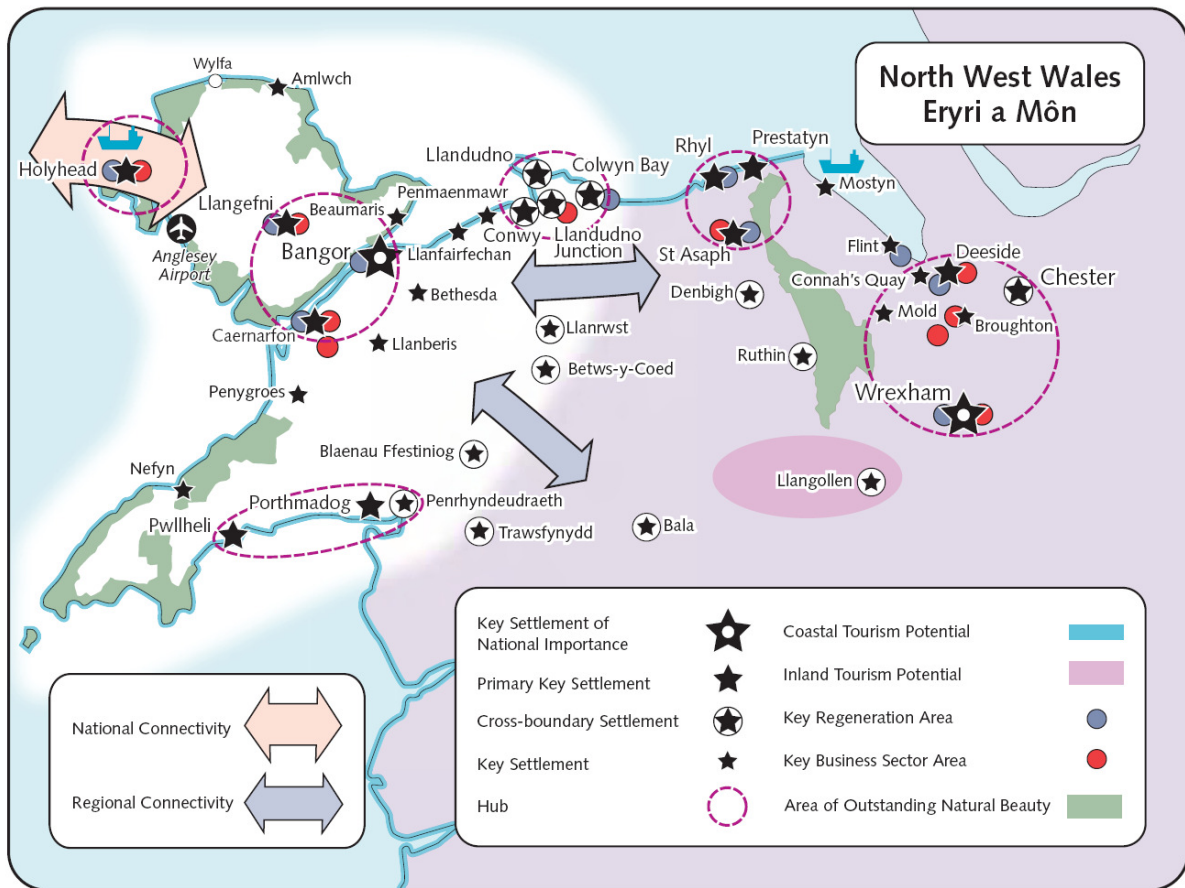 North West Wales
Eryri a Môn
Wylfa
Amlwch
Holyhead
Llangefni
Beaumaris
Penmaenmawr
Llandudno
Colwyn Bay
Rhyl
Prestatyn
Mostyn
Anglesey
Airport
Bangor
Llanfairfechan
Conwy
Llandudno
Junction
St Asaph
Flint
Deeside
Connah's Quay
Chester
Caernarfon
Bethesda
Denbigh
Mold
Broughton
Llanberis
Llanrwst
Betws-y-Coed
Ruthin
Penygroes
Wrexham
Blaenau Ffestiniog
Nefyn
Llangollen
Porthmadog
Penrhyndeudraeth
Pwllheli
Trawsfynydd
Bala
Key Settlement of
National Importance
Primary Key Settlement
Cross-boundary Settlement
Key Settlement
Hub
Coastal Tourism Potential
Inland Tourism Potential
Key Regeneration Area
Key Business Sector Area
Area of Outstanding Natural Beauty
National Connectivity
Regional Connectivity